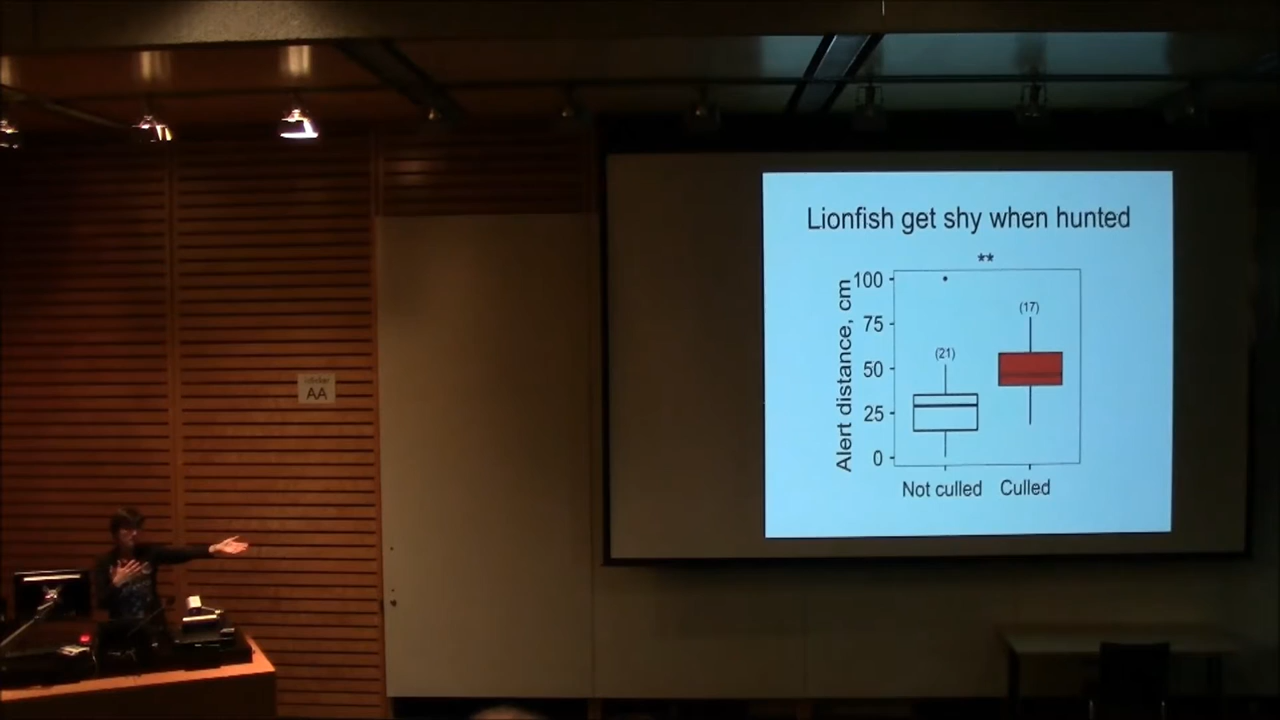 Lionfish get shy when hunted
**
Alert distance, cm
100
75
50
25
0
(21)
(17)
Not culled
Culled
AA